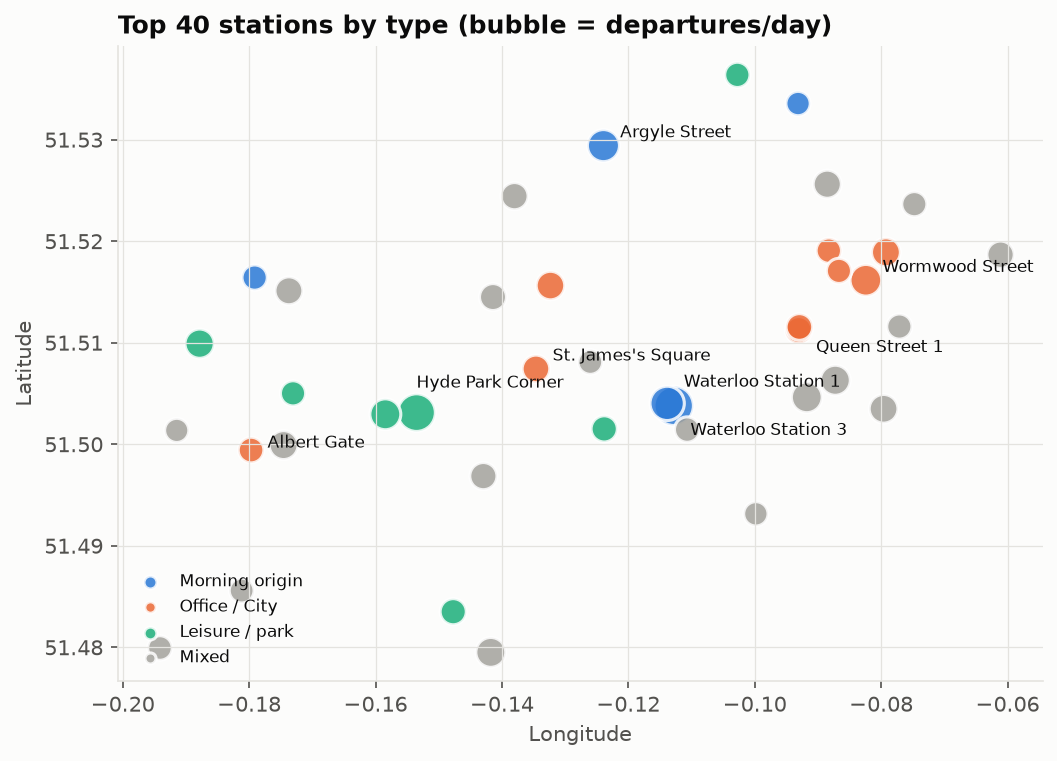 Top 40 stations by type (bubble = departures/day)
51.53
51.52
51.51
51.50
51.49
51.48
Latitude
Argyle Street
Wormwood Street
Queen Street 1
St. James's Square
Hyde Park Corner
Waterloo Station 1
Waterloo Station 3
Albert Gate
Morning origin
Office / City
Leisure / park
Mixed
−0.20 −0.18 −0.16 −0.14 −0.12 −0.10 −0.08 −0.06
Longitude